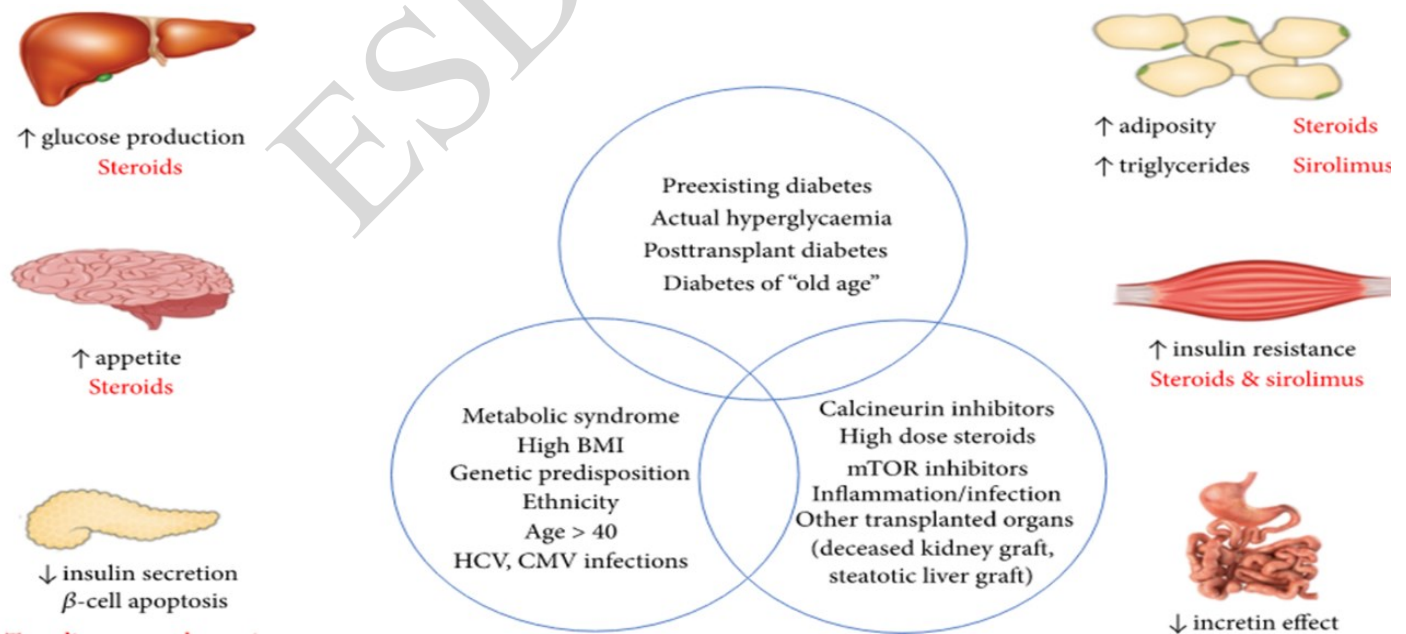 ESD
↑ glucose production
Steroids
↑ appetite
Steroids
↓ insulin secretion
β-cell apoptosis
Preexisting diabetes
Actual hyperglycaemia
Posttransplant diabetes
Diabetes of “old age”
Metabolic syndrome
High BMI
Genetic predisposition
Ethnicity
Age > 40
HCV, CMV infections
Calcineurin inhibitors
High dose steroids
mTOR inhibitors
Inflammation/infection
Other transplanted organs
(deceased kidney graft,
steatotic liver graft)
↑ adiposity Steroids
↑ triglycerides Sirolimus
↑ insulin resistance
Steroids & sirolimus
↓ incretin effect